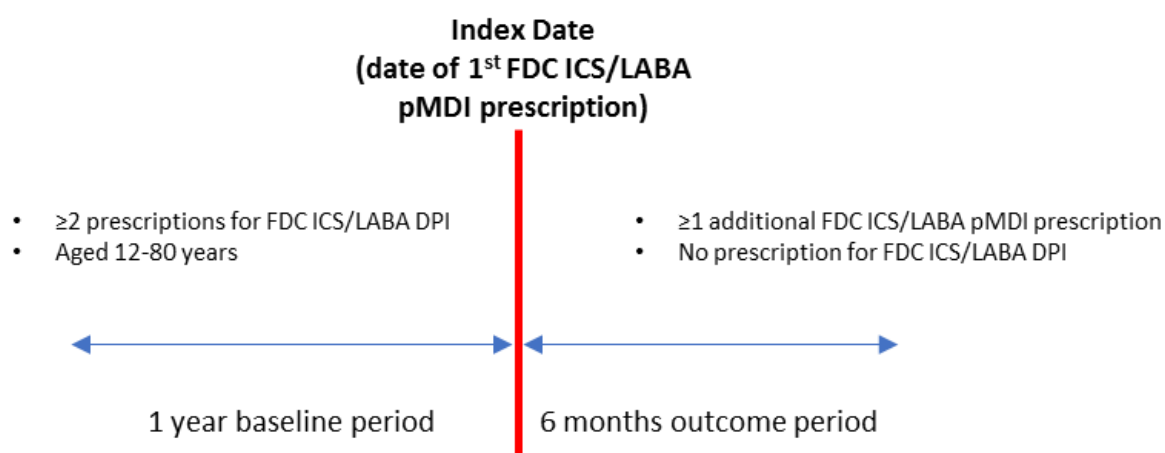 Index Date
(date of 1st FDC ICS/LABA
pMDI prescription)
• ≥2 prescriptions for FDC ICS/LABA DPI
• Aged 12-80 years
• ≥1 additional FDC ICS/LABA pMDI prescription
• No prescription for FDC ICS/LABA DPI
1 year baseline period
6 months outcome period